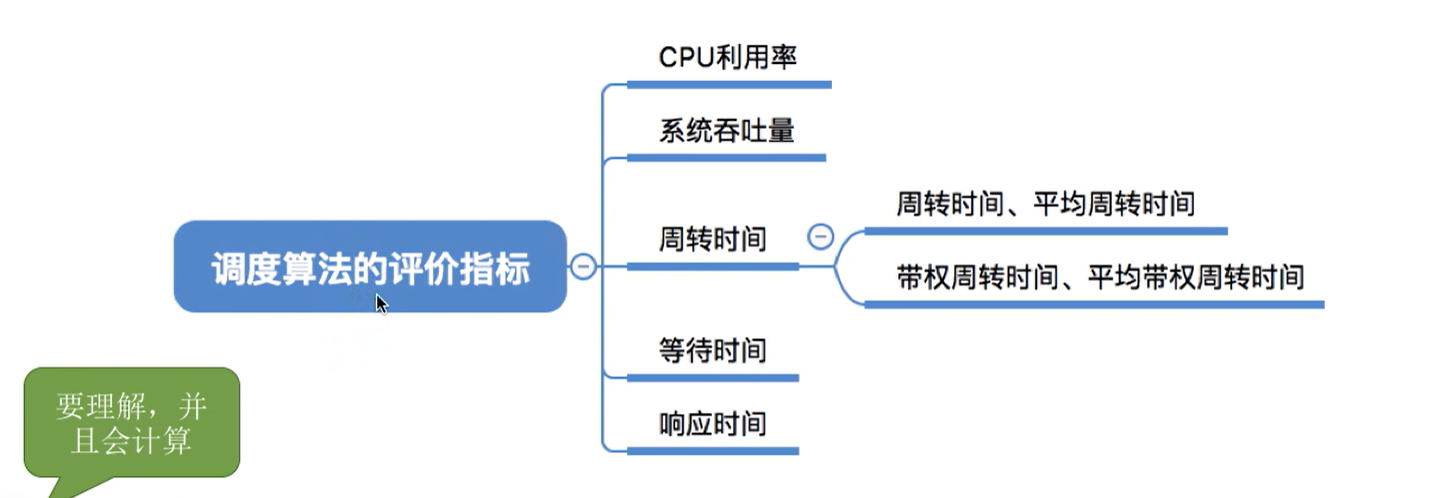 CPU利用率
系统吞吐量
周转时间、平均周转时间
周转时间
调度算法的评价指标
带权周转时间、平均带权周转时间
等待时间
要理解，并
且会计算
响应时间